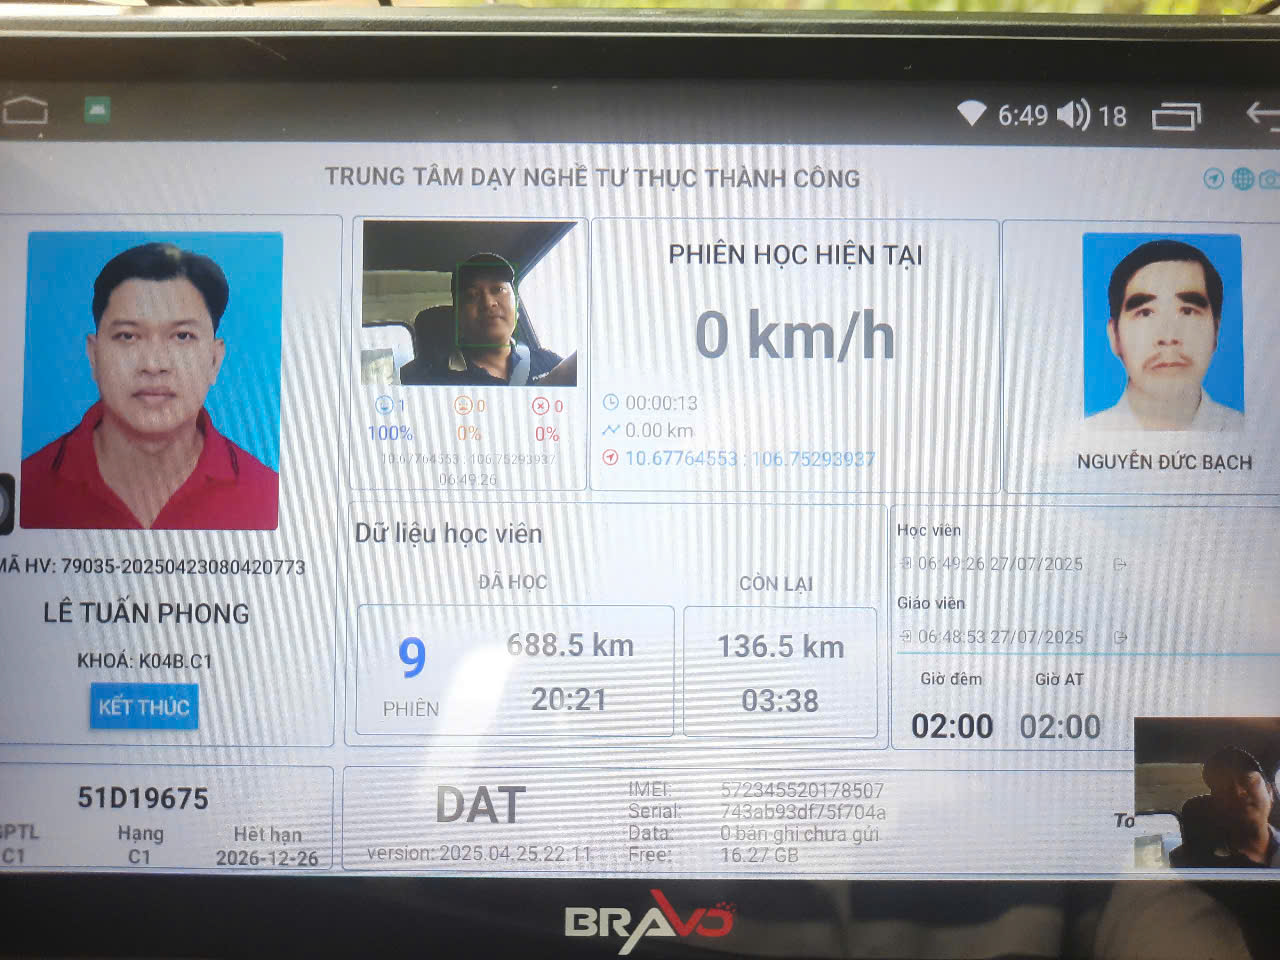 6:49 18
TRUNG TÂM DẠY NGHỀ TƯ THỤC THÀNH CÔNG
MÃ HV: 79035-20250423080420773
LÊ TUẤN PHONG
KHOÁ: K04B.C1
KẾT THÚC
1 0 0
100% 0% 0%
10.67764553 : 106.75293937
06:49:26
PHIÊN HỌC HIỆN TẠI
0 km/h
00:00:13
0.00 km
10.67764553 : 106.75293937
NGUYỄN ĐỨC BẠCH
Dữ liệu học viên
ĐÃ HỌC
9
PHIÊN
688.5 km
20:21
CÒN LẠI
136.5 km
03:38
Học viên
06:49:26 27/07/2025
Giáo viên
06:48:53 27/07/2025
Giờ đêm Giờ AT
02:00 02:00
51D19675
GPTL Hạng Hết hạn
C1 C1 2026-12-26
DAT
version: 2025.04.25.22.11
IMEI: 572345520178507
Serial: 743ab93df75f704a
Data: 0 bản ghi chưa gửi
Free: 16.27 GB
BRAVO